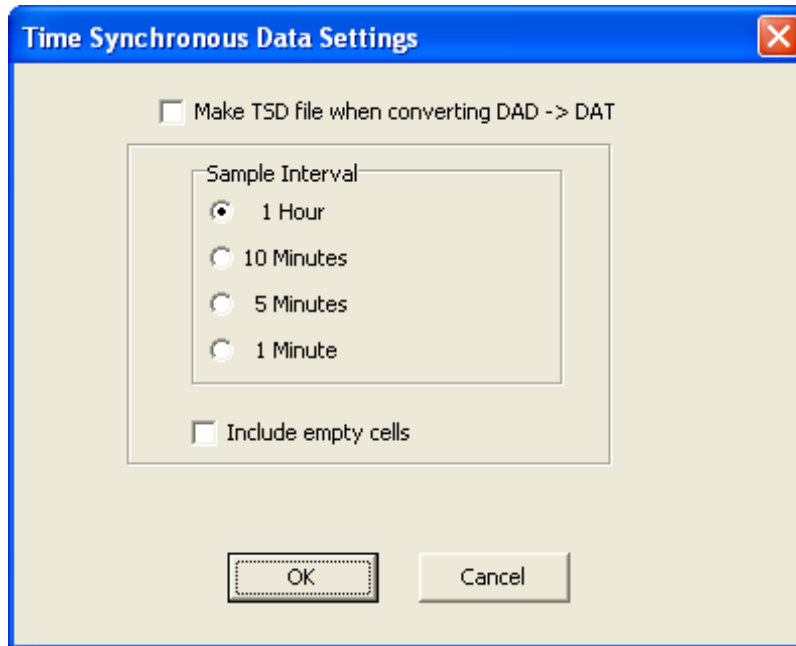 Time Synchronous Data Settings
Make TSD file when converting DAD -> DAT
Sample Interval
1 Hour
10 Minutes
5 Minutes
1 Minute
Include empty cells
OK Cancel